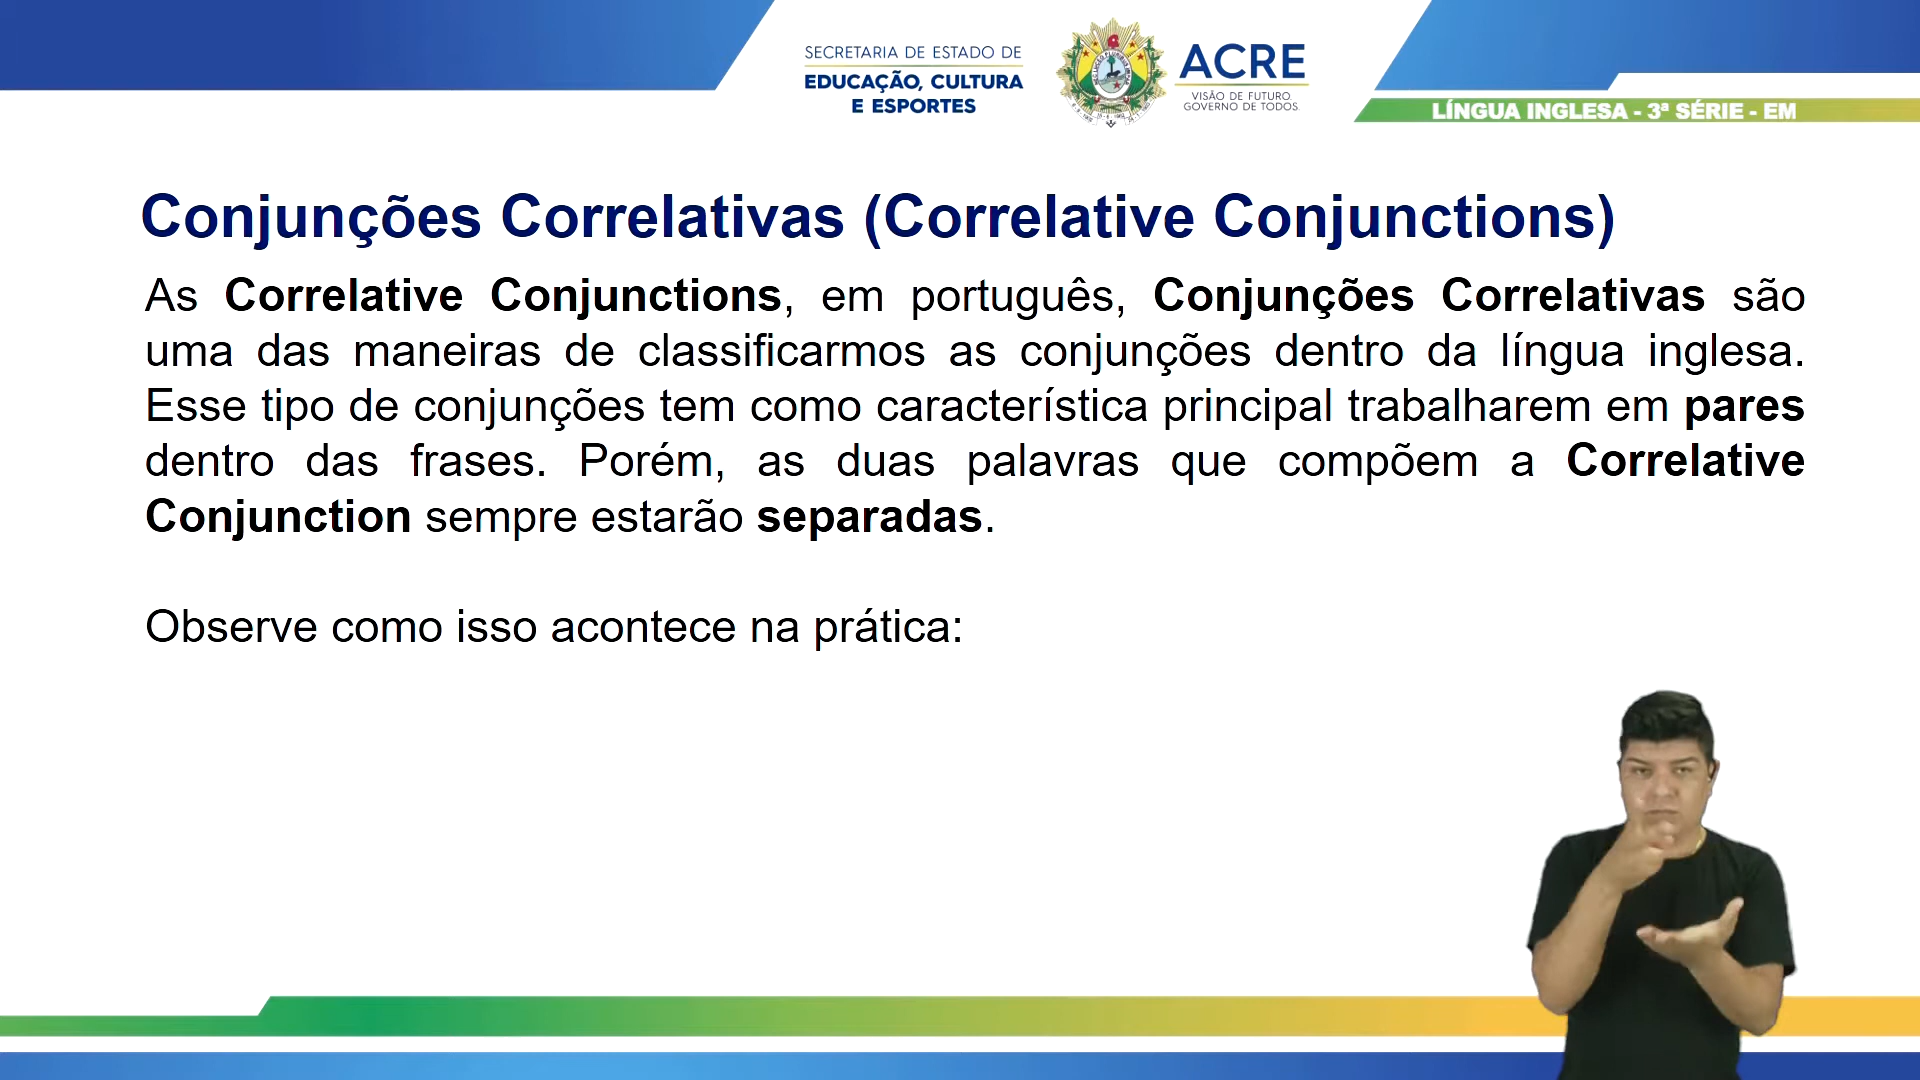 SECRETARIA DE ESTADO DE
EDUCAÇÃO, CULTURA
E ESPORTES
ACRE
VISÃO DE FUTURO.
GOVERNO DE TODOS.
LÍNGUA INGLESA - 3ª SÉRIE - EM
Conjunções Correlativas (Correlative Conjunctions)
As Correlative Conjunctions, em português, Conjunções Correlativas são
uma das maneiras de classificarmos as conjunções dentro da língua inglesa.
Esse tipo de conjunções tem como característica principal trabalharem em pares
dentro das frases. Porém, as duas palavras que compõem a Correlative
Conjunction sempre estarão separadas.
Observe como isso acontece na prática: